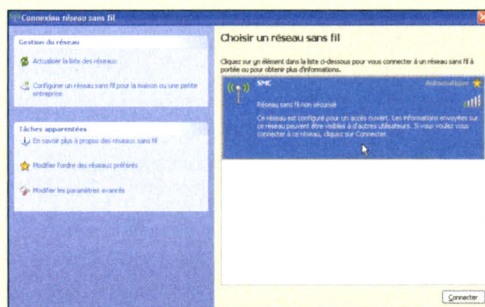 Connexion réseau sans fil
Gestion du réseau
Actualiser la liste des réseaux
Configurer un réseau sans fil pour la maison ou une petite
entreprise
Tâches apparentées
En savoir plus à propos des réseaux sans fil
Modifier l'ordre des réseaux préférés
Modifier les paramètres avancés
Choisir un réseau sans fil
Cliquez sur un élément dans la liste ci-dessous pour vous connecter à un réseau sans fil à
portée ou pour obtenir plus d'informations.
SMC
Automatique
Réseau sans fil non sécurisé
Ce réseau est configuré pour un accès ouvert. Les informations envoyées sur
ce réseau peuvent être visibles à d'autres utilisateurs. Si vous voulez vous
connecter à ce réseau, cliquez sur Connecter.
Connecter